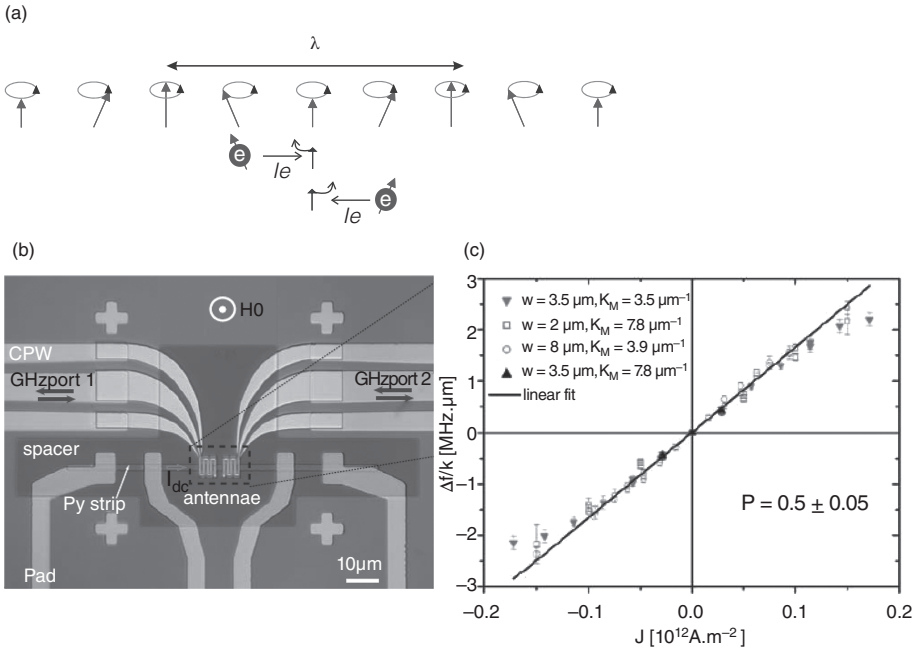 (a)
λ
e
Ie
Ie
e
(b)
H0
CPW
GHzport 1
GHzport 2
spacer
Idc
antennae
Py strip
Pad
10µm
(c)
3
2
1
0
−1
−2
−3
Δf/k [MHz.µm]
w = 3.5 µm, KM = 3.5 µm−1
w = 2 µm, KM = 7.8 µm−1
w = 8 µm, KM = 3.9 µm−1
w = 3.5 µm, KM = 7.8 µm−1
linear fit
P = 0.5 ± 0.05
−0.2 −0.1 0.0 0.1 0.2
J [10¹²A.m−2]